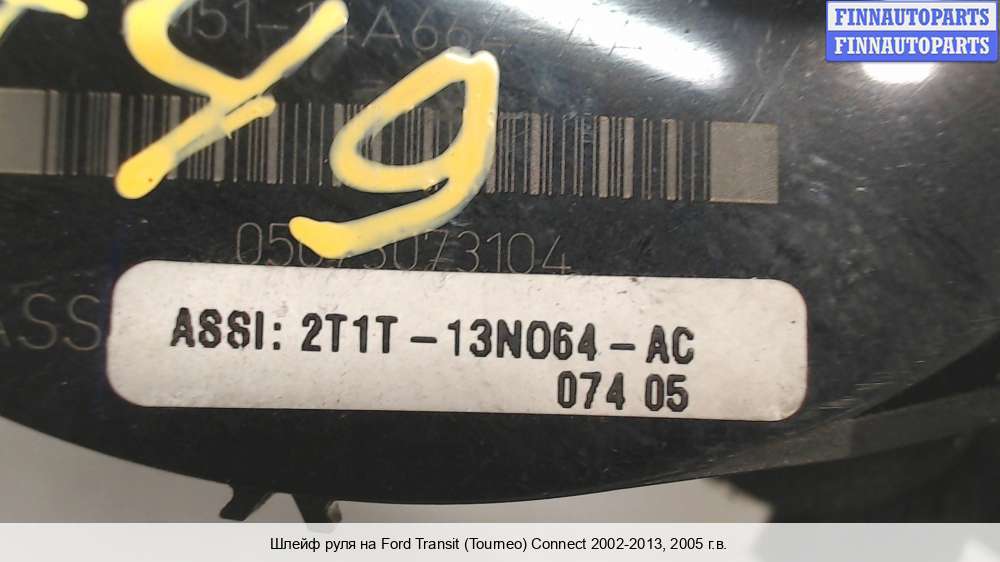 FINNAUTOPARTS
FINNAUTOPARTS
ASSI: 2T1T-13N064-AC
074 05
Шлейф руля на Ford Transit (Tourneo) Connect 2002-2013, 2005 г.в.